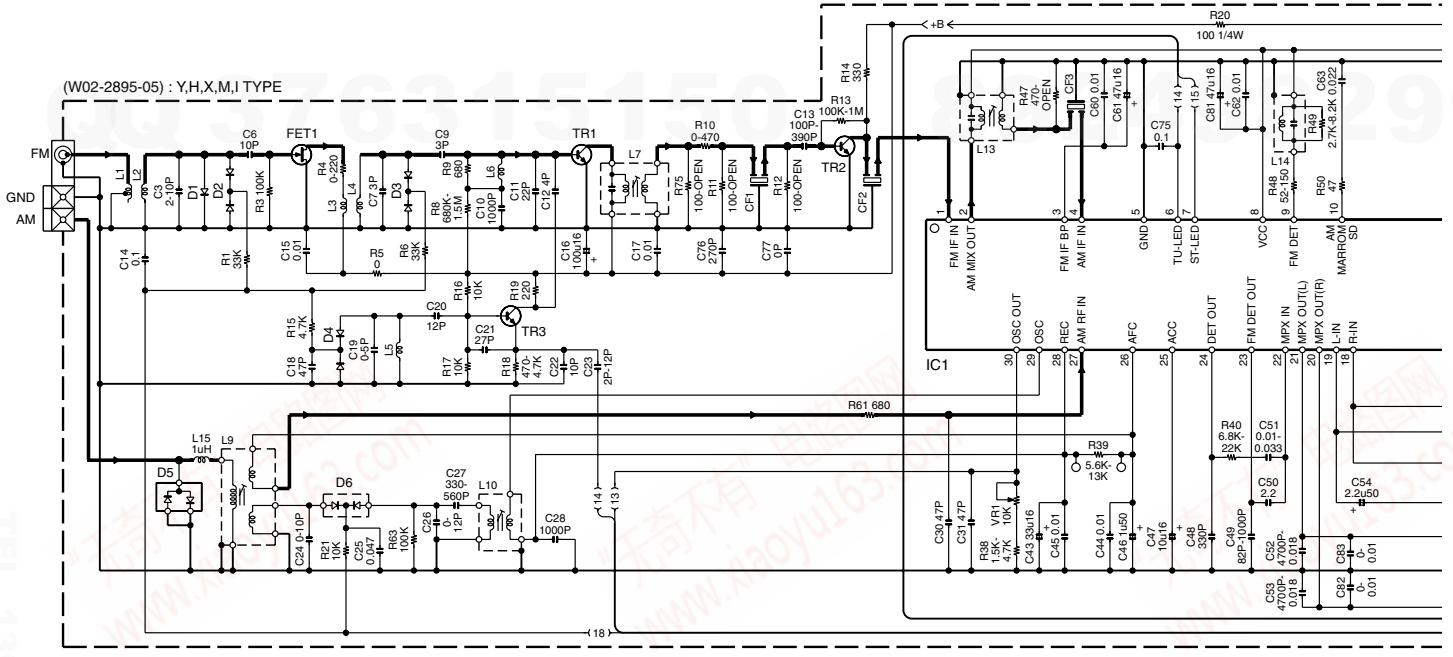 (W02-2895-05) : Y,H,X,M,I TYPE
QQ 376315150
+B
R20
100 1/4W
FM
GND
AM
L1
L2
C3
2-10P
D1
D2
C6
10P
R3 100K
FET1
R4
0-220
L3
L4
C7 3P
D3
C9
3P
R9
680
R8
680K-
1.5M
L6
C10
1000P
C11
22P
C12 4P
TR1
L7
R75
100-OPEN
R10
0-470
R11
100-OPEN
CF1
R12
100-OPEN
C13
100P-
390P
R13
100K-1M
R14
330
TR2
CF2
L13
R47
470-
OPEN
CF3
C60 0.01
C61 47u16
+
C75
0.1
14
15
C81 47u16
+
C62 0.01
L14
R49
2.7K-8.2K
R48
52-150
C63
0.022
R50
47
C14
0.1
R1
33K
C15
0.01
R5
0
R6
33K
C16
100u16
+
C17
0.01
C76
270P
C77
0P
R15
4.7K
C18
47P
D4
C19
0-5P
L5
C20
12P
R16
10K
R17
10K
C21
27P
R19
220
TR3
R18
470-
4.7K
C22
10P
C23
2P-12P
1
2
3
4
5
6
7
8
9
10
FM IF IN
AM MIX OUT
FM IF BP
AM IF IN
GND
TU-LED
ST-LED
VCC
FM DET
AM
MARROM
SD
OSC OUT
OSC
REC
AM RF IN
AFC
ACC
DET OUT
FM DET OUT
MPX IN
MPX OUT(L)
MPX OUT(R)
L-IN
R-IN
IC1
30
29
28
27
26
25
24
23
22
21
20
19
18
R61 680
L15
1uH
L9
D5
C24 0-10P
R21
10K
D6
C25
0.047
R63
100K
C26
0-
12P
C27
330-
560P
L10
C28
1000P
14
13
C30 47P
C31 47P
VR1
10K
R38
1.5K-
4.7K
C43 33u16
+
C45 0.01
R39
5.6K-
13K
C44 0.01
C46 1u50
+
C47
10u16
+
C48
330P
R40
6.8K-
22K
C51
0.01-
0.033
C49
82P-1000P
C50
2.2
C52
4700P-
0.018
C53
4700P-
0.018
C83
0-
0.01
C82
0-
0.01
C54
2.2u50
+
18